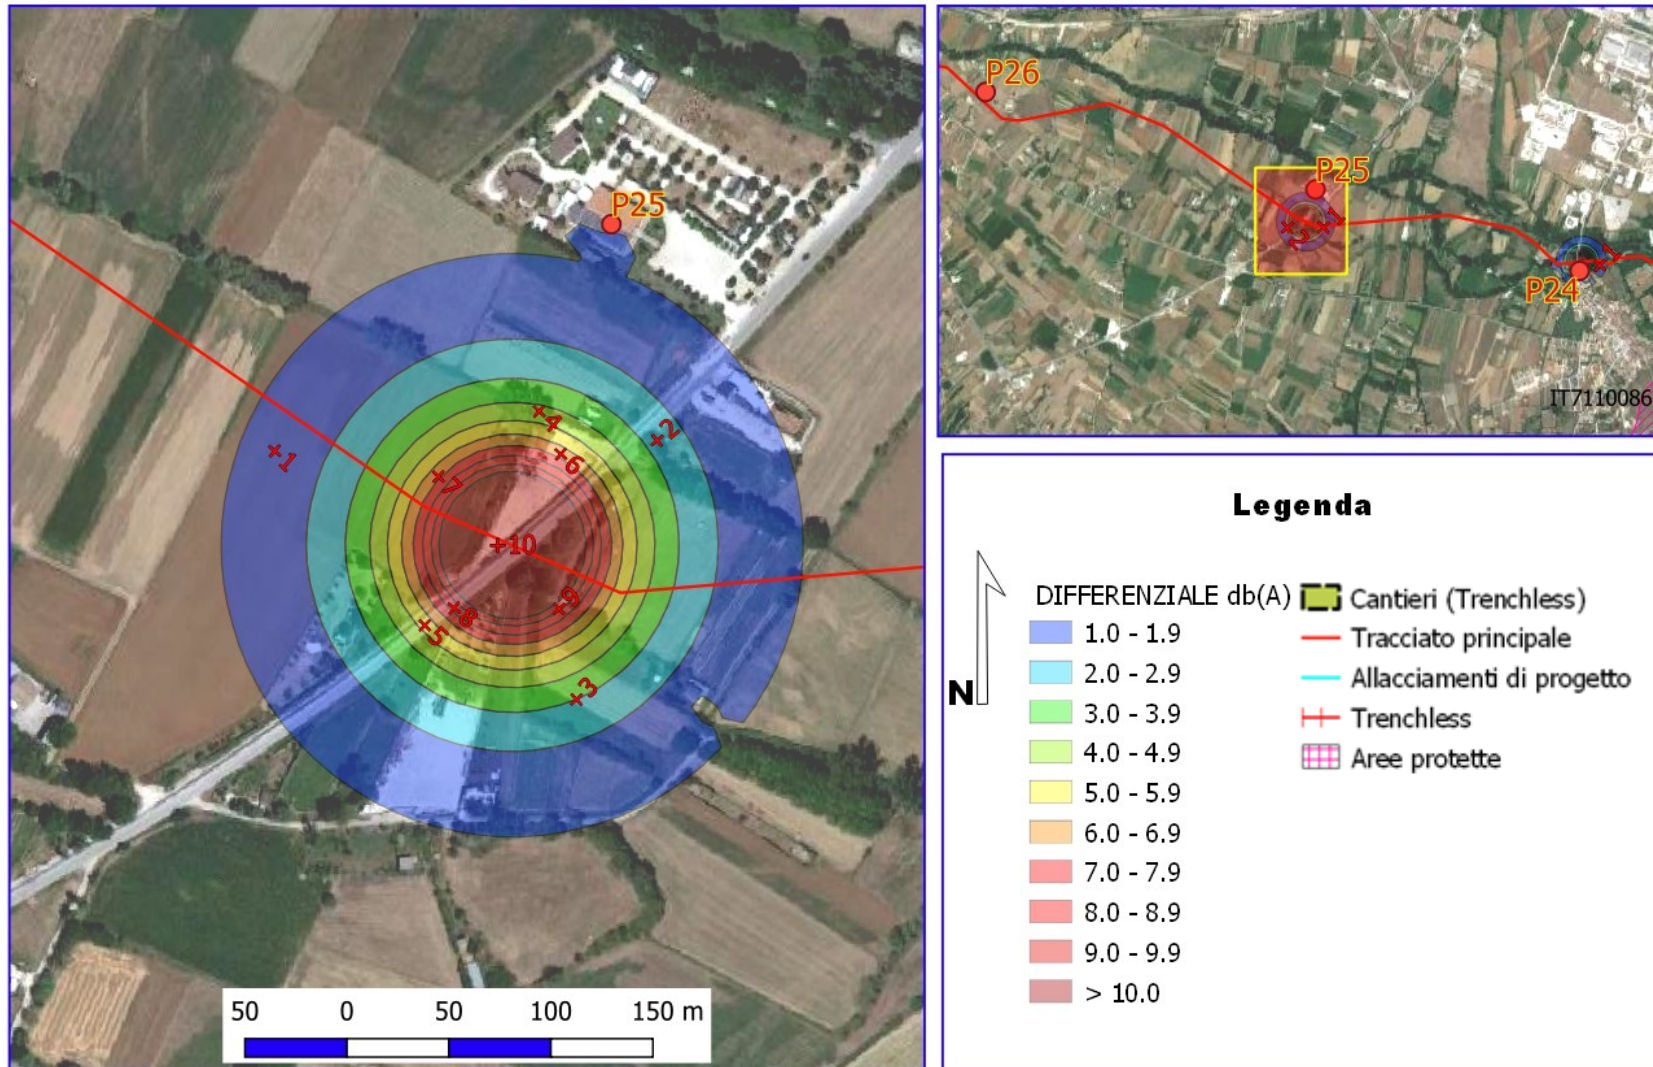 P25
+1
+2
+4
+6
+7
+10
+8
+9
+5
+3
50 0 50 100 150 m
P26
P25
P24
+1
+2
+1
IT7110086
Legenda
N
DIFFERENZIALE db(A)
1.0 - 1.9
2.0 - 2.9
3.0 - 3.9
4.0 - 4.9
5.0 - 5.9
6.0 - 6.9
7.0 - 7.9
8.0 - 8.9
9.0 - 9.9
> 10.0
Cantieri (Trenchless)
Tracciato principale
Allacciamenti di progetto
Trenchless
Aree protette